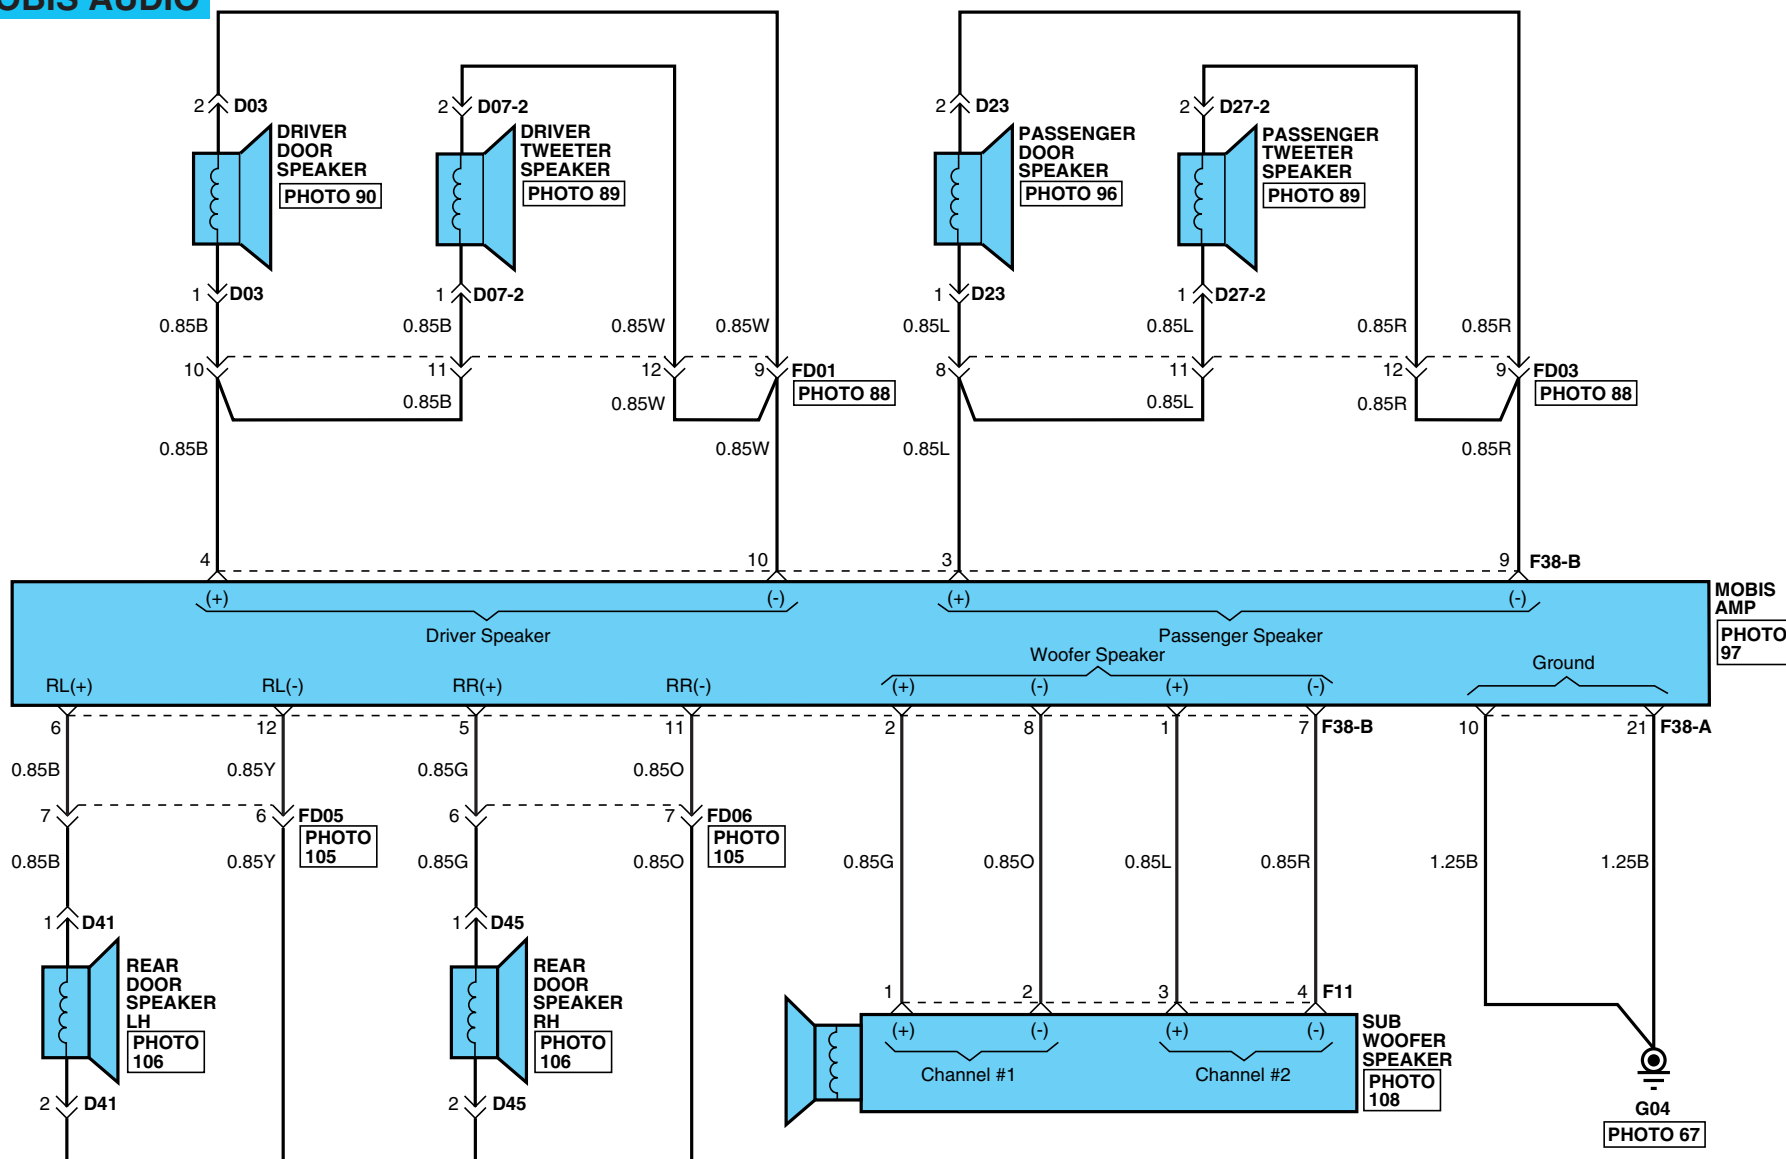 OBIS AUDIO
2 D03
2 D07-2
2 D23
2 D27-2
DRIVER
DOOR
SPEAKER
PHOTO 90
DRIVER
TWEETER
SPEAKER
PHOTO 89
PASSENGER
DOOR
SPEAKER
PHOTO 96
PASSENGER
TWEETER
SPEAKER
PHOTO 89
1 D03
1 D07-2
1 D23
1 D27-2
0.85B 0.85B 0.85W 0.85W 0.85L 0.85L 0.85R 0.85R
10 11 12 9 FD01 8 11 12 9 FD03
PHOTO 88 PHOTO 88
0.85B 0.85W 0.85L 0.85R
0.85B 0.85W 0.85L 0.85R
4 10 3 9 F38-B
(+) (-) (+) (-)
Driver Speaker
Passenger Speaker
MOBIS
AMP
PHOTO
97
Woofer Speaker
Ground
RL(+) RL(-) RR(+) RR(-) (+) (-) (+) (-)
6 12 5 11 2 8 1 7 F38-B 10 21 F38-A
0.85B 0.85Y 0.85G 0.85O
7 6 FD05 6 7 FD06
PHOTO
105
PHOTO
105
0.85B 0.85Y 0.85G 0.85O 0.85G 0.85O 0.85L 0.85R 1.25B 1.25B
1 D41
1 D45
REAR
DOOR
SPEAKER
LH
PHOTO
106
REAR
DOOR
SPEAKER
RH
PHOTO
106
1 2 3 4 F11
(+) (-) (+) (-)
Channel #1 Channel #2
SUB
WOOFER
SPEAKER
PHOTO
108
2 D41
2 D45
G04
PHOTO 67